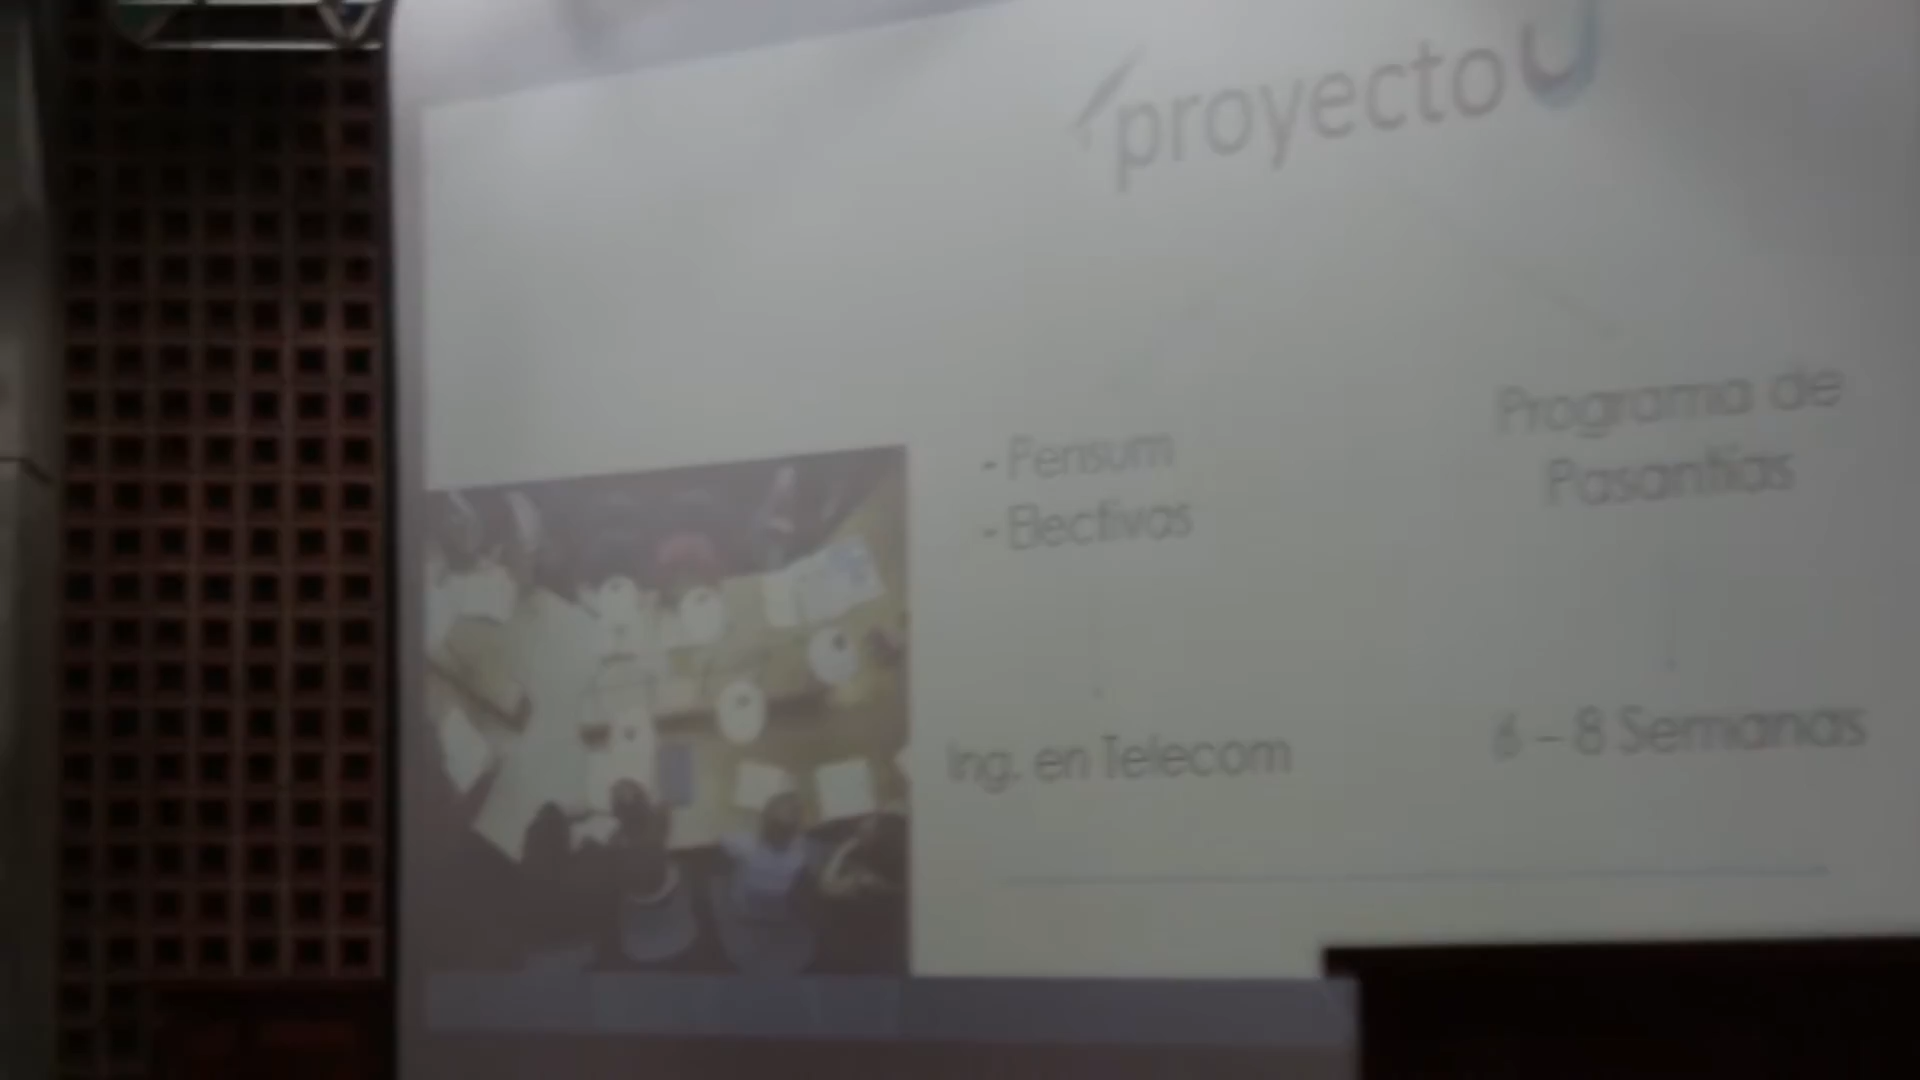 proyecto U
- Pensum
- Electivas
Ing. en Telecom
Programa de
Pasantías
6 – 8 Semanas